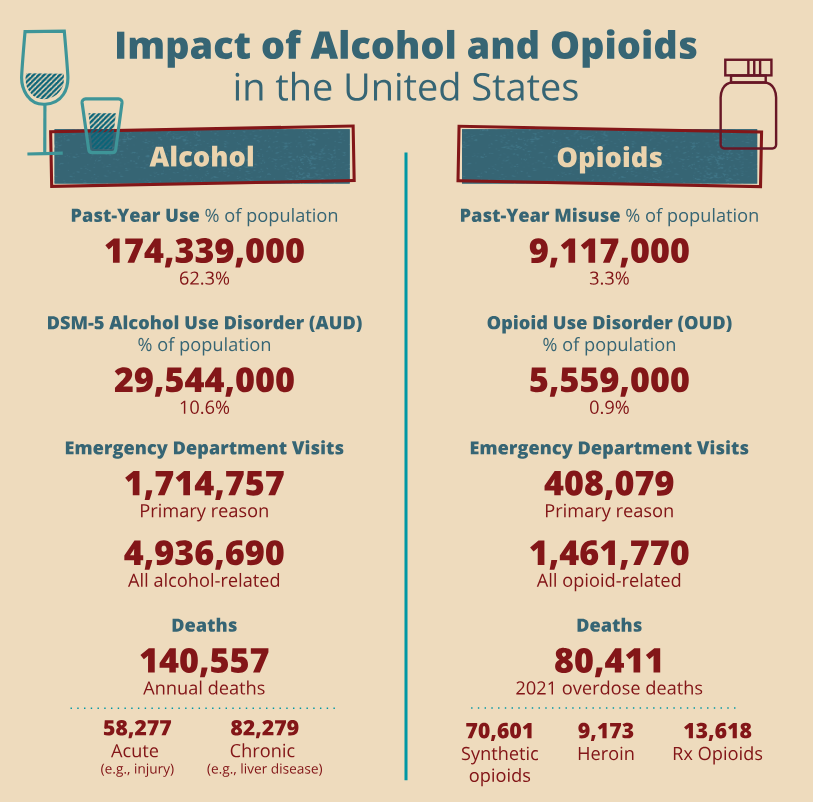 Impact of Alcohol and Opioids
in the United States
Alcohol
Past-Year Use % of population
174,339,000
62.3%
DSM-5 Alcohol Use Disorder (AUD)
% of population
29,544,000
10.6%
Emergency Department Visits
1,714,757
Primary reason
4,936,690
All alcohol-related
Deaths
140,557
Annual deaths
58,277
Acute
(e.g., injury)
82,279
Chronic
(e.g., liver disease)
Opioids
Past-Year Misuse % of population
9,117,000
3.3%
Opioid Use Disorder (OUD)
% of population
5,559,000
0.9%
Emergency Department Visits
408,079
Primary reason
1,461,770
All opioid-related
Deaths
80,411
2021 overdose deaths
70,601
Synthetic
opioids
9,173
Heroin
13,618
Rx Opioids